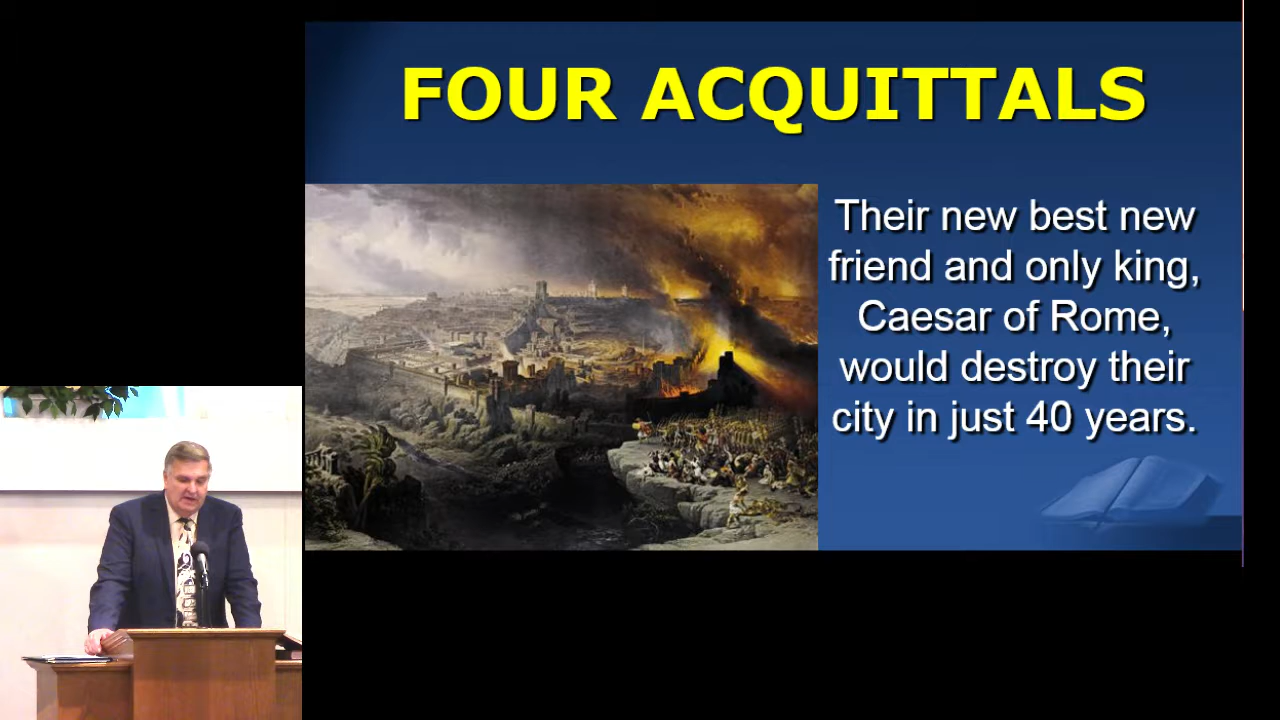 FOUR ACQUITTALS
Their new best new
friend and only king,
Caesar of Rome,
would destroy their
city in just 40 years.